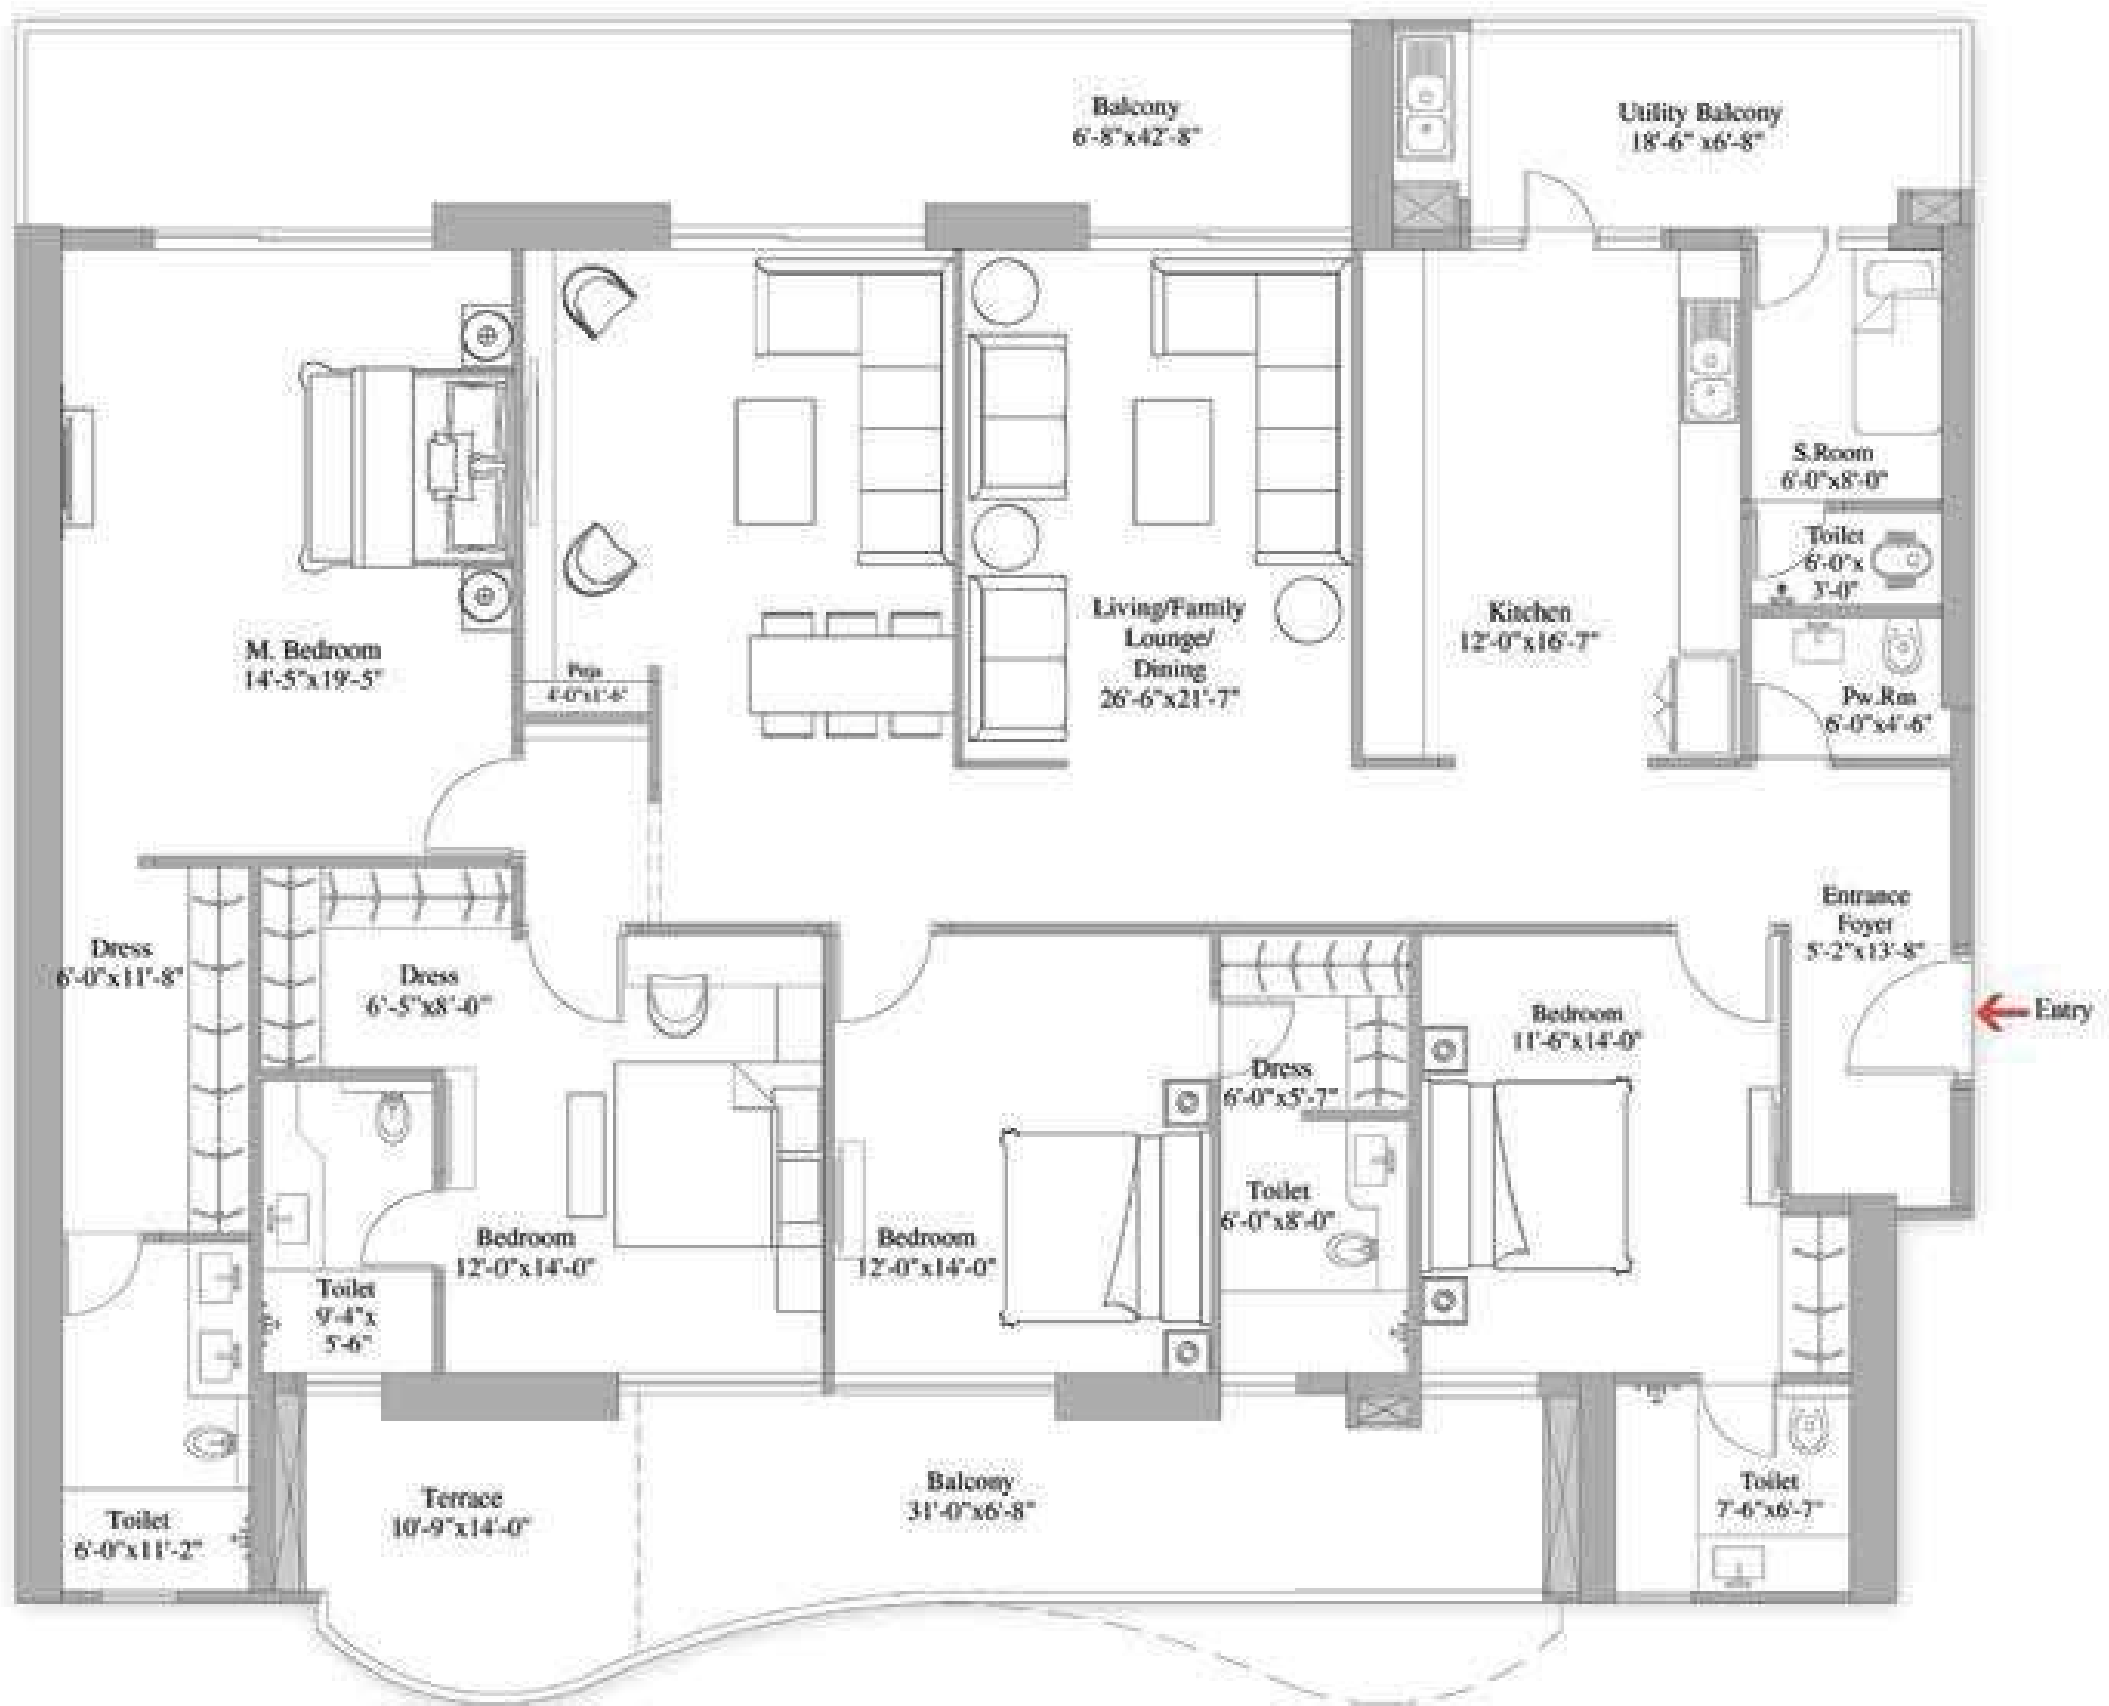 Balcony
6'-8"x42'-8"
Utility Balcony
18'-6" x6'-8"
S.Room
6'-0"x8'-0"
Toilet
6'-0"x
3'-0"
Living/Family
Lounge/
Dining
26'-6"x21'-7"
Kitchen
12'-0"x16'-7"
M. Bedroom
14'-5"x19'-5"
Puja
4'-0"x1'-6"
Pw.Rm
6'-0"x4'-6"
Entrance
Foyer
5'-2"x13'-8"
Dress
6'-0"x11'-8"
Dress
6'-5"x8'-0"
Entry
Bedroom
11'-6"x14'-0"
Dress
6'-0"x5'-7"
Toilet
6'-0"x8'-0"
Bedroom
12'-0"x14'-0"
Bedroom
12'-0"x14'-0"
Toilet
9'-4"x
5'-6"
Terrace
10'-9"x14'-0"
Balcony
31'-0"x6'-8"
Toilet
7'-6"x6'-7"
Toilet
6'-0"x11'-2"